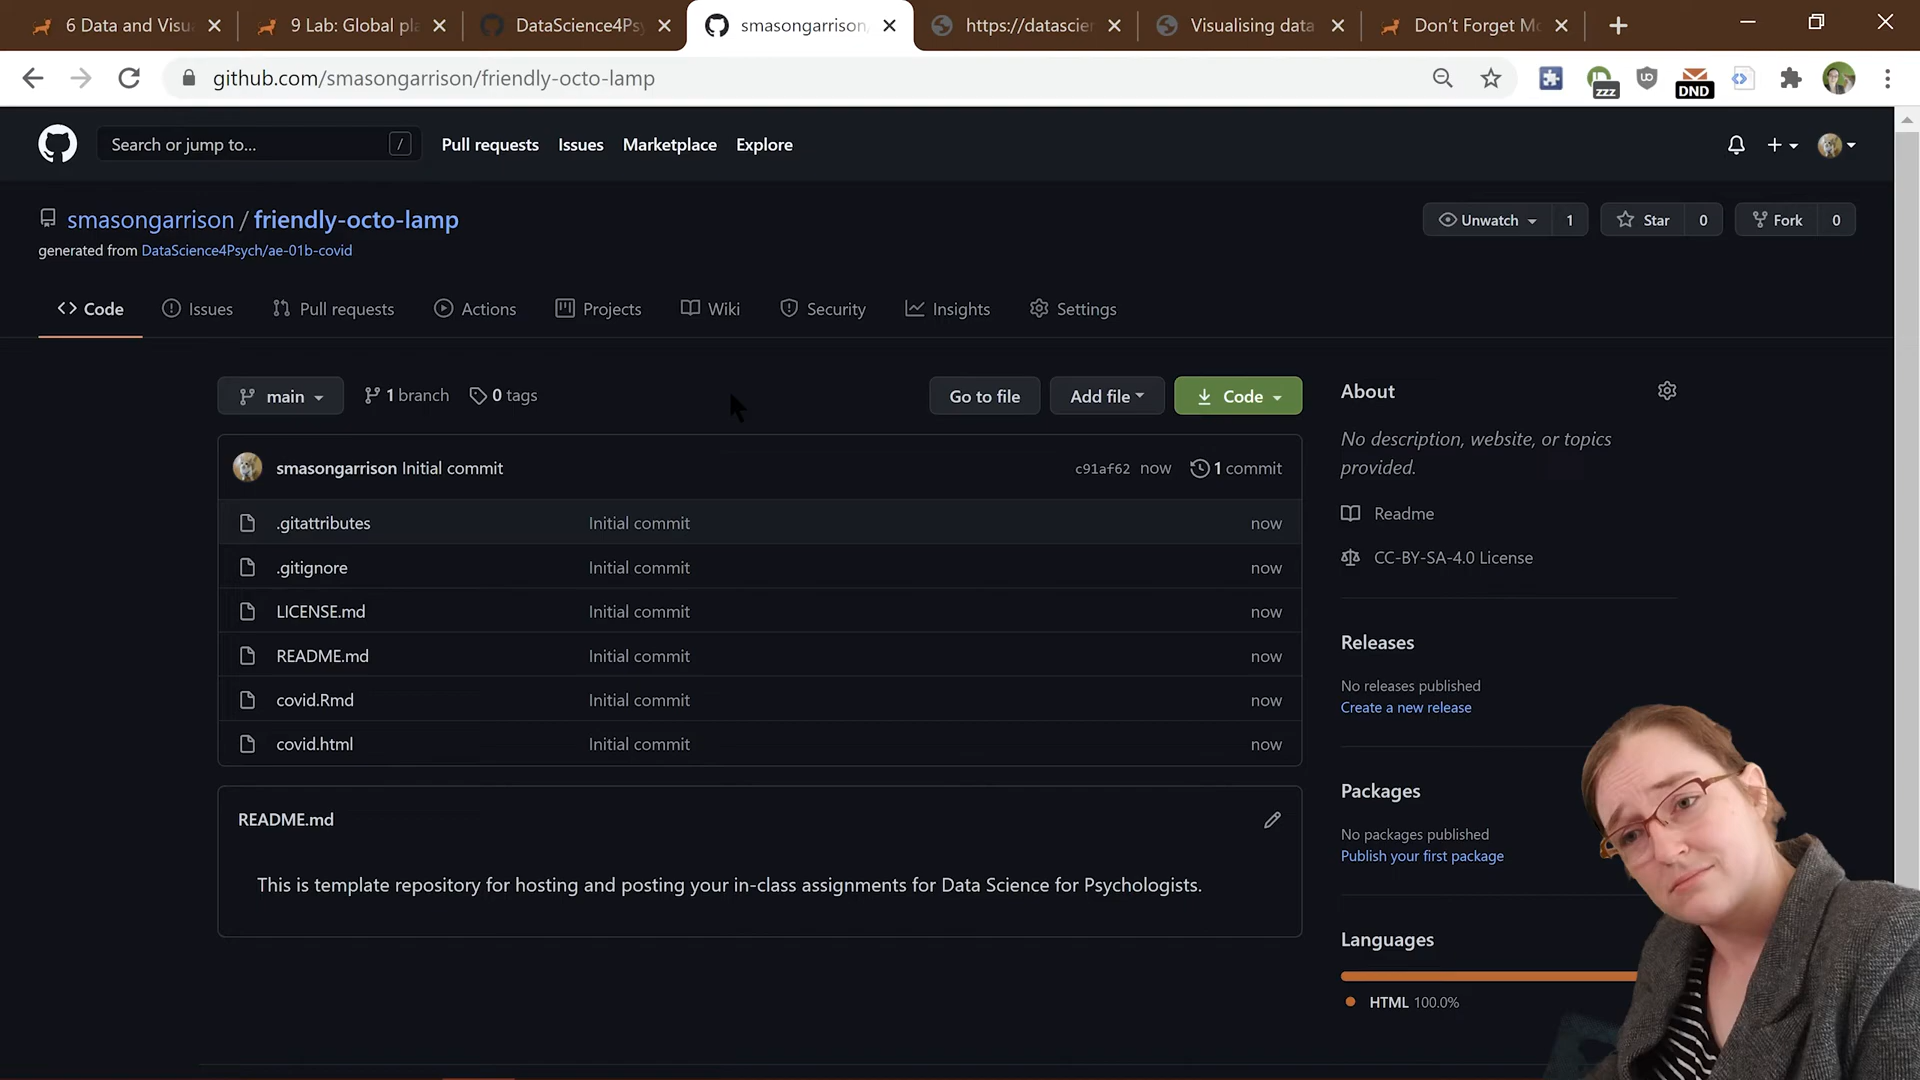 6 Data and Visu
9 Lab: Global pla
DataScience4Psy
smasongarrison/
https://datascien
Visualising data
Don't Forget Mo
github.com/smasongarrison/friendly-octo-lamp
zzz
DND
Search or jump to...
/
Pull requests
Issues
Marketplace
Explore
smasongarrison / friendly-octo-lamp
generated from DataScience4Psych/ae-01b-covid
Unwatch 1
Star 0
Fork 0
Code
Issues
Pull requests
Actions
Projects
Wiki
Security
Insights
Settings
main
1 branch
0 tags
Go to file
Add file
Code
smasongarrison Initial commit
c91af62 now
1 commit
.gitattributes Initial commit now
.gitignore Initial commit now
LICENSE.md Initial commit now
README.md Initial commit now
covid.Rmd Initial commit now
covid.html Initial commit now
README.md
This is template repository for hosting and posting your in-class assignments for Data Science for Psychologists.
About
No description, website, or topics
provided.
Readme
CC-BY-SA-4.0 License
Releases
No releases published
Create a new release
Packages
No packages published
Publish your first package
Languages
HTML 100.0%